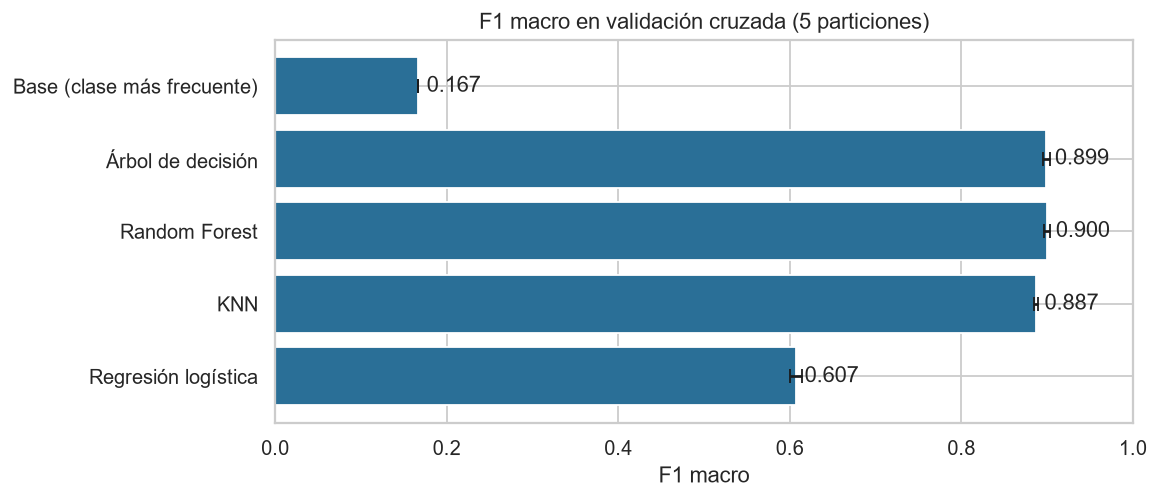 F1 macro en validación cruzada (5 particiones)
Base (clase más frecuente) 0.167
Árbol de decisión 0.899
Random Forest 0.900
KNN 0.887
Regresión logística 0.607
0.0 0.2 0.4 0.6 0.8 1.0
F1 macro